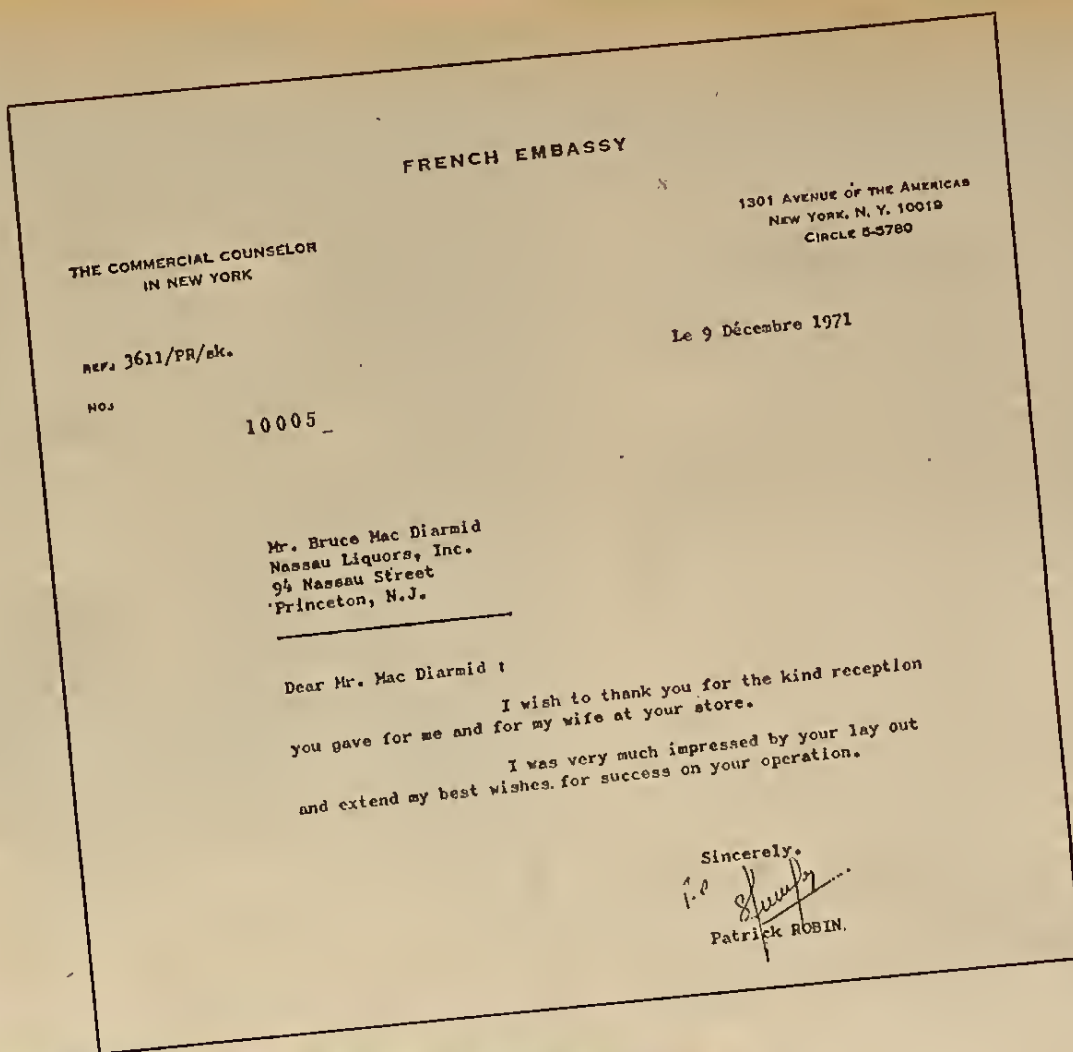 FRENCH EMBASSY
1301 AVENUE OF THE AMERICAS
NEW YORK, N. Y. 10019
CIRCLE 5-5780
THE COMMERCIAL COUNSELOR
IN NEW YORK
Le 9 Décembre 1971
REF.: 3611/PR/sk.
NO.:
10005_
Mr. Bruce Mac Diarmid
Nassau Liquors, Inc.
94 Nassau Street
Princeton, N.J.
Dear Mr. Mac Diarmid :
I wish to thank you for the kind reception
you gave for me and for my wife at your store.
I was very much impressed by your lay out
and extend my best wishes for success on your operation.
Sincerely.
Patrick ROBIN.